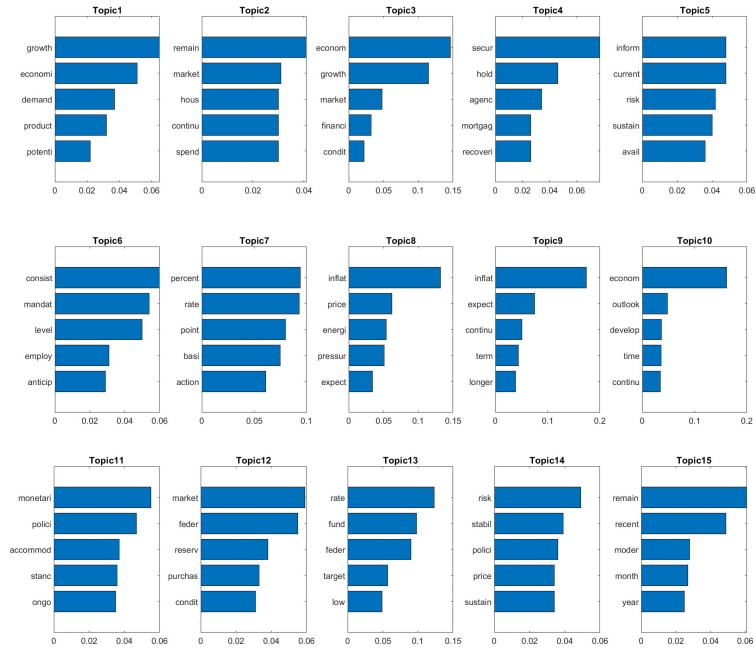 Topic1 Topic2 Topic3 Topic4 Topic5
growth remain econom secur inform
economi market growth hold current
demand hous market agenc risk
product continu financi mortgag sustain
potenti spend condit recoveri avail
0 0.02 0.04 0.06 0 0.01 0.02 0.03 0.04 0 0.05 0.1 0.15 0 0.02 0.04 0.06 0 0.02 0.04 0.06
Topic6 Topic7 Topic8 Topic9 Topic10
consist percent inflat inflat econom
mandat rate price expect outlook
level point energi continu develop
employ basi pressur term time
anticip action expect longer continu
0 0.02 0.04 0.06 0 0.05 0.1 0 0.05 0.1 0.15 0 0.1 0.2 0 0.1 0.2
Topic11 Topic12 Topic13 Topic14 Topic15
monetari market rate risk remain
polici feder fund stabil recent
accommod reserv feder polici moder
stanc purchas target price month
ongo condit low sustain year
0 0.02 0.04 0.06 0 0.02 0.04 0.06 0 0.05 0.1 0.15 0 0.02 0.04 0.06 0 0.02 0.04 0.06